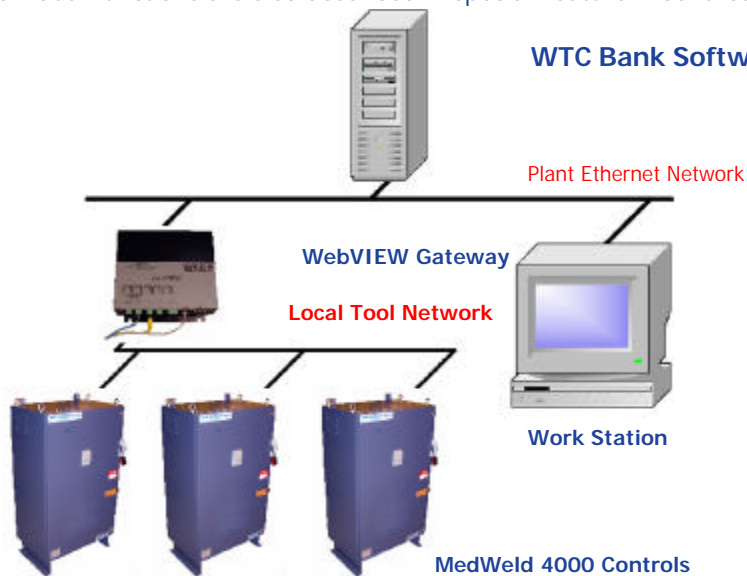 WTC Bank Softw
Plant Ethernet Network
WebVIEW Gateway
Local Tool Network
Work Station
MedWeld 4000 Controls